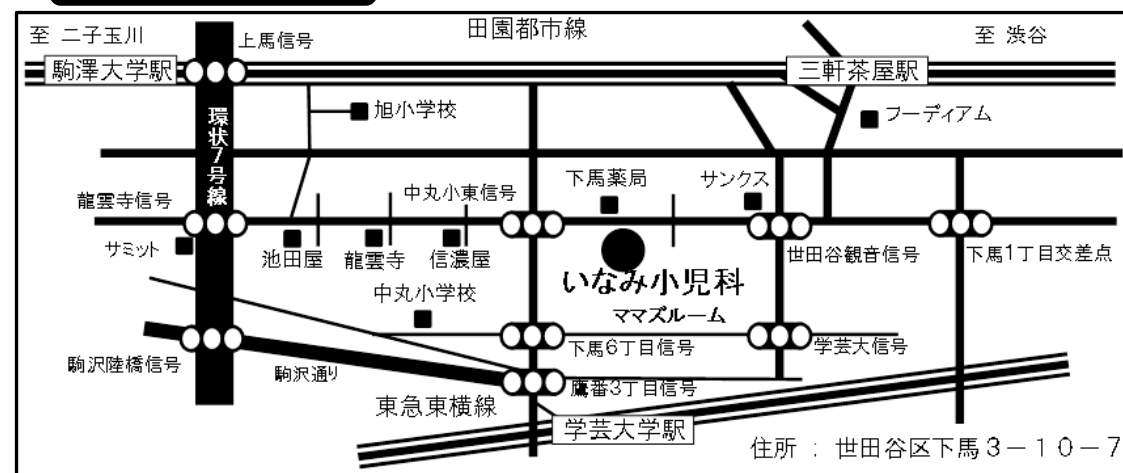 田園都市線
至 二子玉川
上馬信号
至 渋谷
駒澤大学駅
三軒茶屋駅
旭小学校
フーディアム
環状7号線
龍雲寺信号
中丸小東信号
下馬薬局
サンクス
サミット
池田屋
龍雲寺
信濃屋
世田谷観音信号
下馬1丁目交差点
いなみ小児科
ママズルーム
中丸小学校
駒沢陸橋信号
駒沢通り
下馬6丁目信号
学芸大信号
鷹番3丁目信号
東急東横線
学芸大学駅
住所 : 世田谷区下馬3-10-7